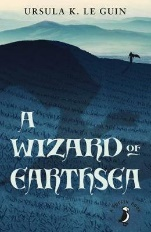 URSULA K. LE GUIN
A
WIZARD OF
EARTHSEA